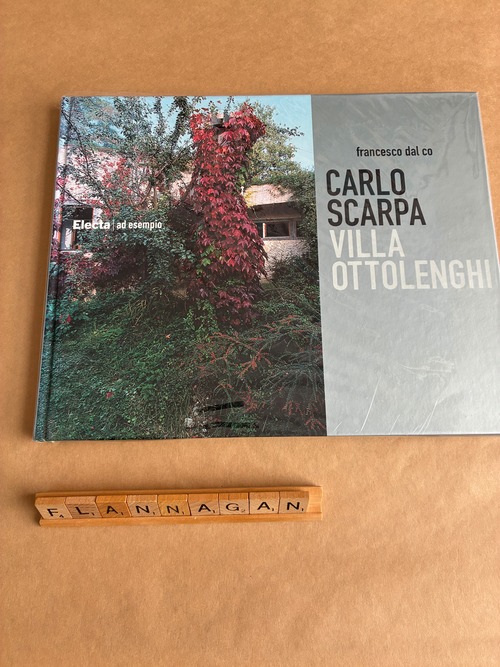 francesco dal co
CARLO
SCARPA
VILLA
OTTOLENGHI
Electa ad esempio
FLANNAGAN